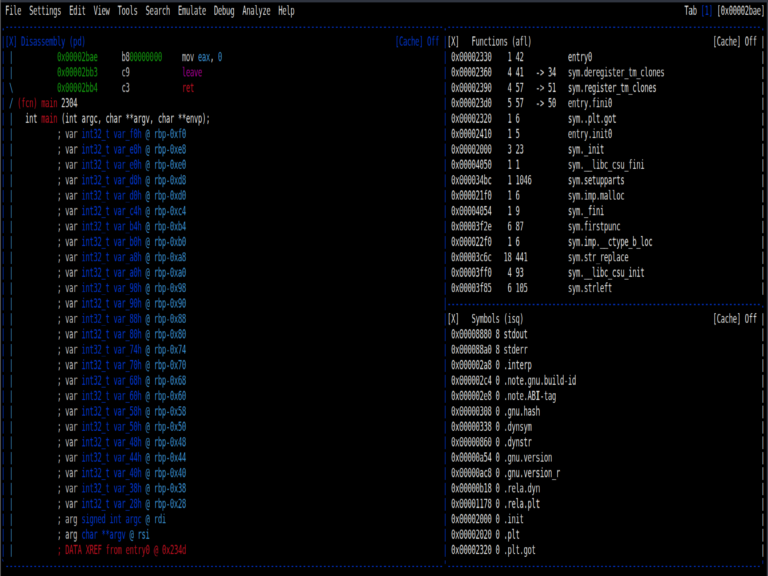 File Settings Edit View Tools Search Emulate Debug Analyze Help Tab [1] [0x00002bae]
[X] Disassembly (pd) [Cache] Off
0x00002bae b800000000 mov eax, 0
0x00002bb3 c9 leave
0x00002bb4 c3 ret
/ (fcn) main 2304
int main (int argc, char **argv, char **envp);
; var int32_t var_f0h @ rbp-0xf0
; var int32_t var_e8h @ rbp-0xe8
; var int32_t var_e0h @ rbp-0xe0
; var int32_t var_d8h @ rbp-0xd8
; var int32_t var_d0h @ rbp-0xd0
; var int32_t var_c4h @ rbp-0xc4
; var int32_t var_b4h @ rbp-0xb4
; var int32_t var_b0h @ rbp-0xb0
; var int32_t var_a8h @ rbp-0xa8
; var int32_t var_a0h @ rbp-0xa0
; var int32_t var_98h @ rbp-0x98
; var int32_t var_90h @ rbp-0x90
; var int32_t var_88h @ rbp-0x88
; var int32_t var_80h @ rbp-0x80
; var int32_t var_74h @ rbp-0x74
; var int32_t var_70h @ rbp-0x70
; var int32_t var_68h @ rbp-0x68
; var int32_t var_60h @ rbp-0x60
; var int32_t var_58h @ rbp-0x58
; var int32_t var_50h @ rbp-0x50
; var int32_t var_48h @ rbp-0x48
; var int32_t var_44h @ rbp-0x44
; var int32_t var_40h @ rbp-0x40
; var int32_t var_38h @ rbp-0x38
; var int32_t var_28h @ rbp-0x28
; arg signed int argc @ rdi
; arg char **argv @ rsi
; DATA XREF from entry0 @ 0x234d
[X] Functions (afl) [Cache] Off
0x00002330 1 42 entry0
0x00002360 4 41 -> 34 sym.deregister_tm_clones
0x00002390 4 57 -> 51 sym.register_tm_clones
0x000023d0 5 57 -> 50 entry.fini0
0x00002320 1 6 sym..plt.got
0x00002410 1 5 entry.init0
0x00002000 3 23 sym._init
0x00004050 1 1 sym.__libc_csu_fini
0x000034bc 1 1046 sym.setupparts
0x000021f0 1 6 sym.imp.malloc
0x00004054 1 9 sym._fini
0x00003f2e 6 87 sym.firstpunc
0x000022f0 1 6 sym.imp.__ctype_b_loc
0x00003c6c 18 441 sym.str_replace
0x00003ff0 4 93 sym.__libc_csu_init
0x00003f85 6 105 sym.strleft
[X] Symbols (isq) [Cache] Off
0x00008880 8 stdout
0x000088a0 8 stderr
0x000002a8 0 .interp
0x000002c4 0 .note.gnu.build-id
0x000002e8 0 .note.ABI-tag
0x00000308 0 .gnu.hash
0x00000338 0 .dynsym
0x00000860 0 .dynstr
0x00000a54 0 .gnu.version
0x00000ac8 0 .gnu.version_r
0x00000b18 0 .rela.dyn
0x00001178 0 .rela.plt
0x00002000 0 .init
0x00002020 0 .plt
0x00002320 0 .plt.got